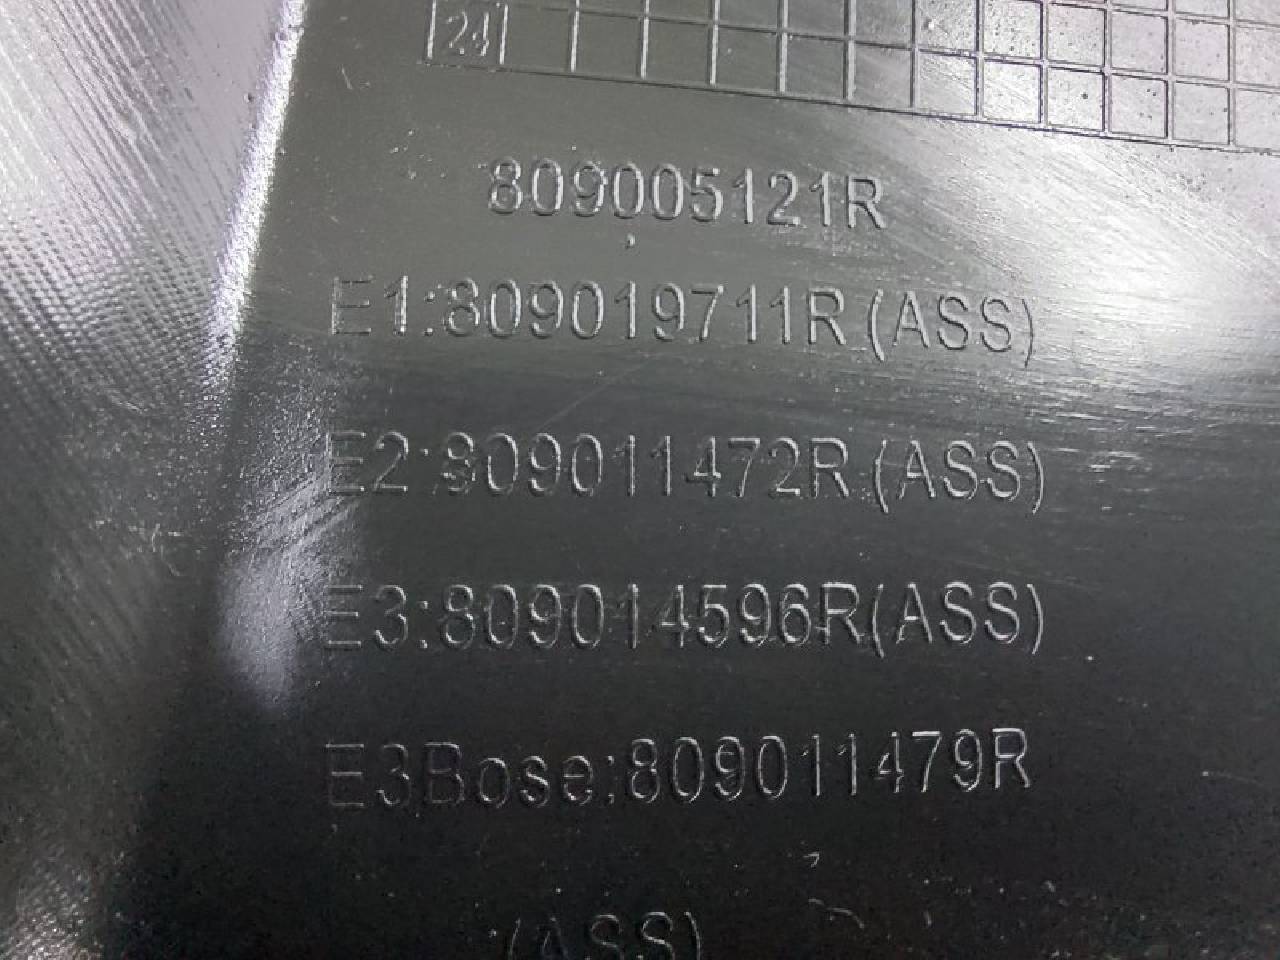 24
809005121R
E1:809019711R(ASS)
E2:809011472R(ASS)
E3:809014596R(ASS)
E3Bose:809011479R
(ASS)